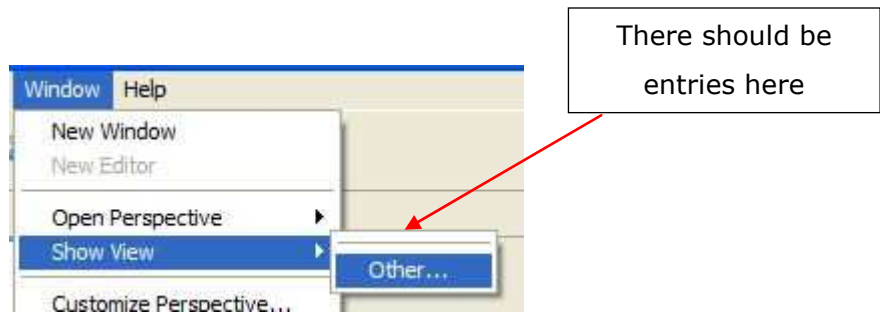 There should be
entries here
Window Help
New Window
New Editor
Open Perspective
Show View
Other...
Customize Perspective...